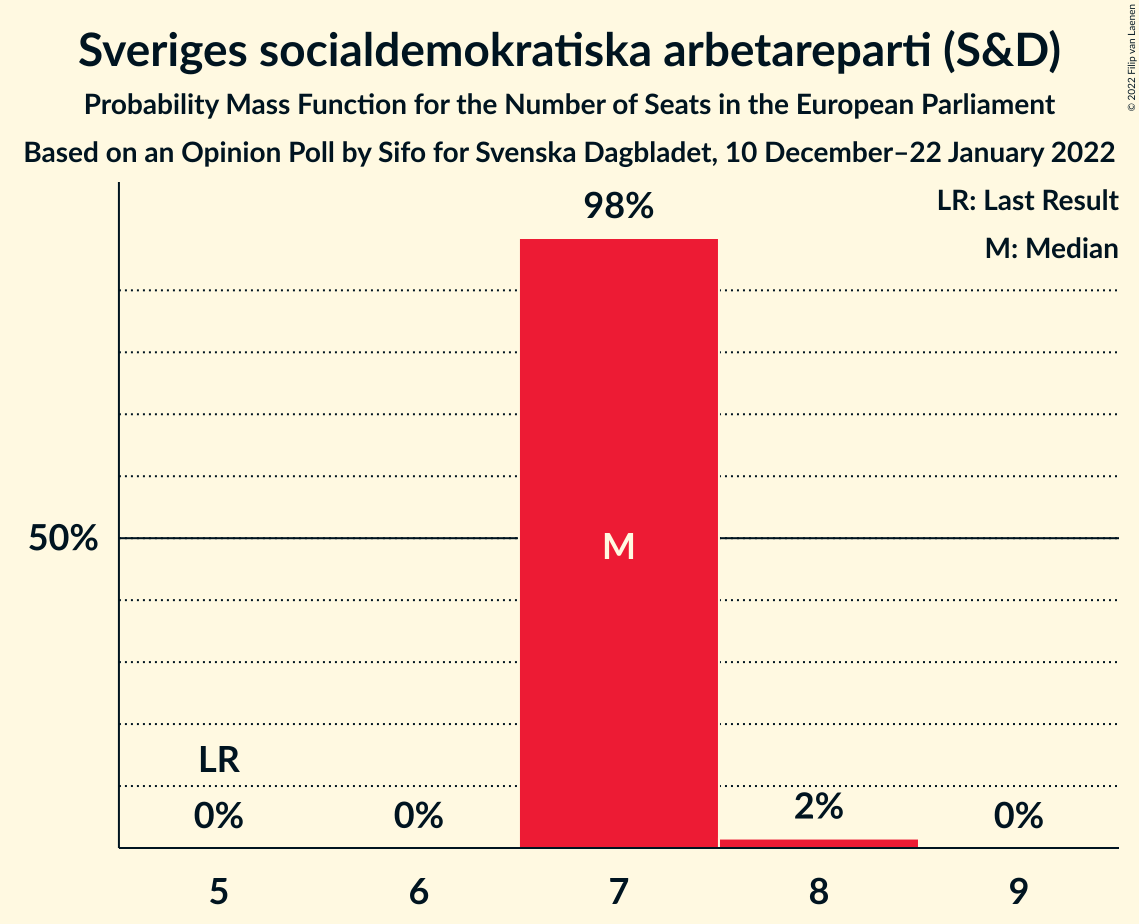 Sveriges socialdemokratiska arbetareparti (S&D)
Probability Mass Function for the Number of Seats in the European Parliament
Based on an Opinion Poll by Sifo for Svenska Dagbladet, 10 December–22 January 2022
© 2022 Filip van Laenen
LR: Last Result
M: Median
98%
50%
M
LR
0%
0%
2%
0%
5
6
7
8
9